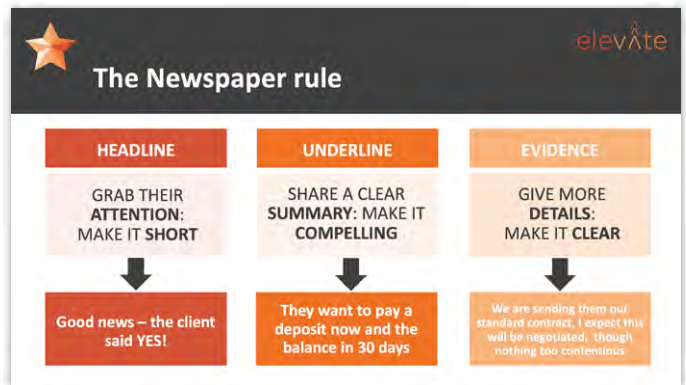 elevate
The Newspaper rule
HEADLINE
GRAB THEIR
ATTENTION:
MAKE IT SHORT
Good news – the client
said YES!
UNDERLINE
SHARE A CLEAR
SUMMARY: MAKE IT
COMPELLING
They want to pay a
deposit now and the
balance in 30 days
EVIDENCE
GIVE MORE
DETAILS:
MAKE IT CLEAR
We are sending them our
standard contract, I expect this
will be negotiated, though
nothing too contentious